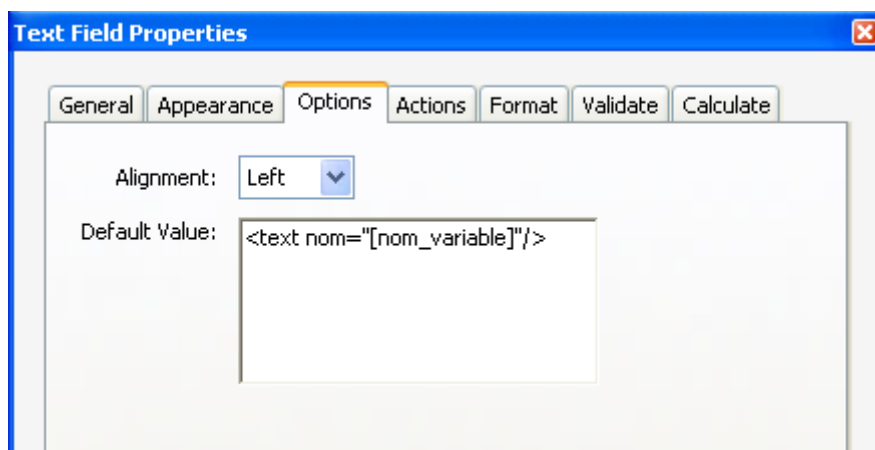 Text Field Properties
General Appearance Options Actions Format Validate Calculate
Alignment: Left
Default Value: <text nom="[nom_variable]"/>